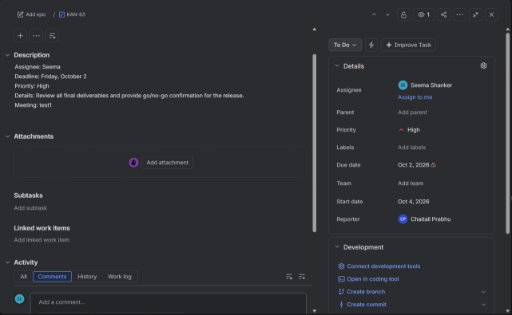 Add epic / KAN-63
1
Description
Assignee: Seema
Deadline: Friday, October 2
Priority: High
Details: Review all final deliverables and provide go/no-go confirmation for the release.
Meeting: test1
Attachments
Add attachment
Subtasks
Add subtask
Linked work items
Add linked work item
Activity
All Comments History Work log
Add a comment...
To Do
Improve Task
Details
Assignee Seema Shanker
Assign to me
Parent Add parent
Priority High
Labels Add labels
Due date Oct 2, 2026
Team Add team
Start date Oct 4, 2026
Reporter CP Chaitali Prabhu
Development
Connect development tools
Open in coding tool
Create branch
Create commit